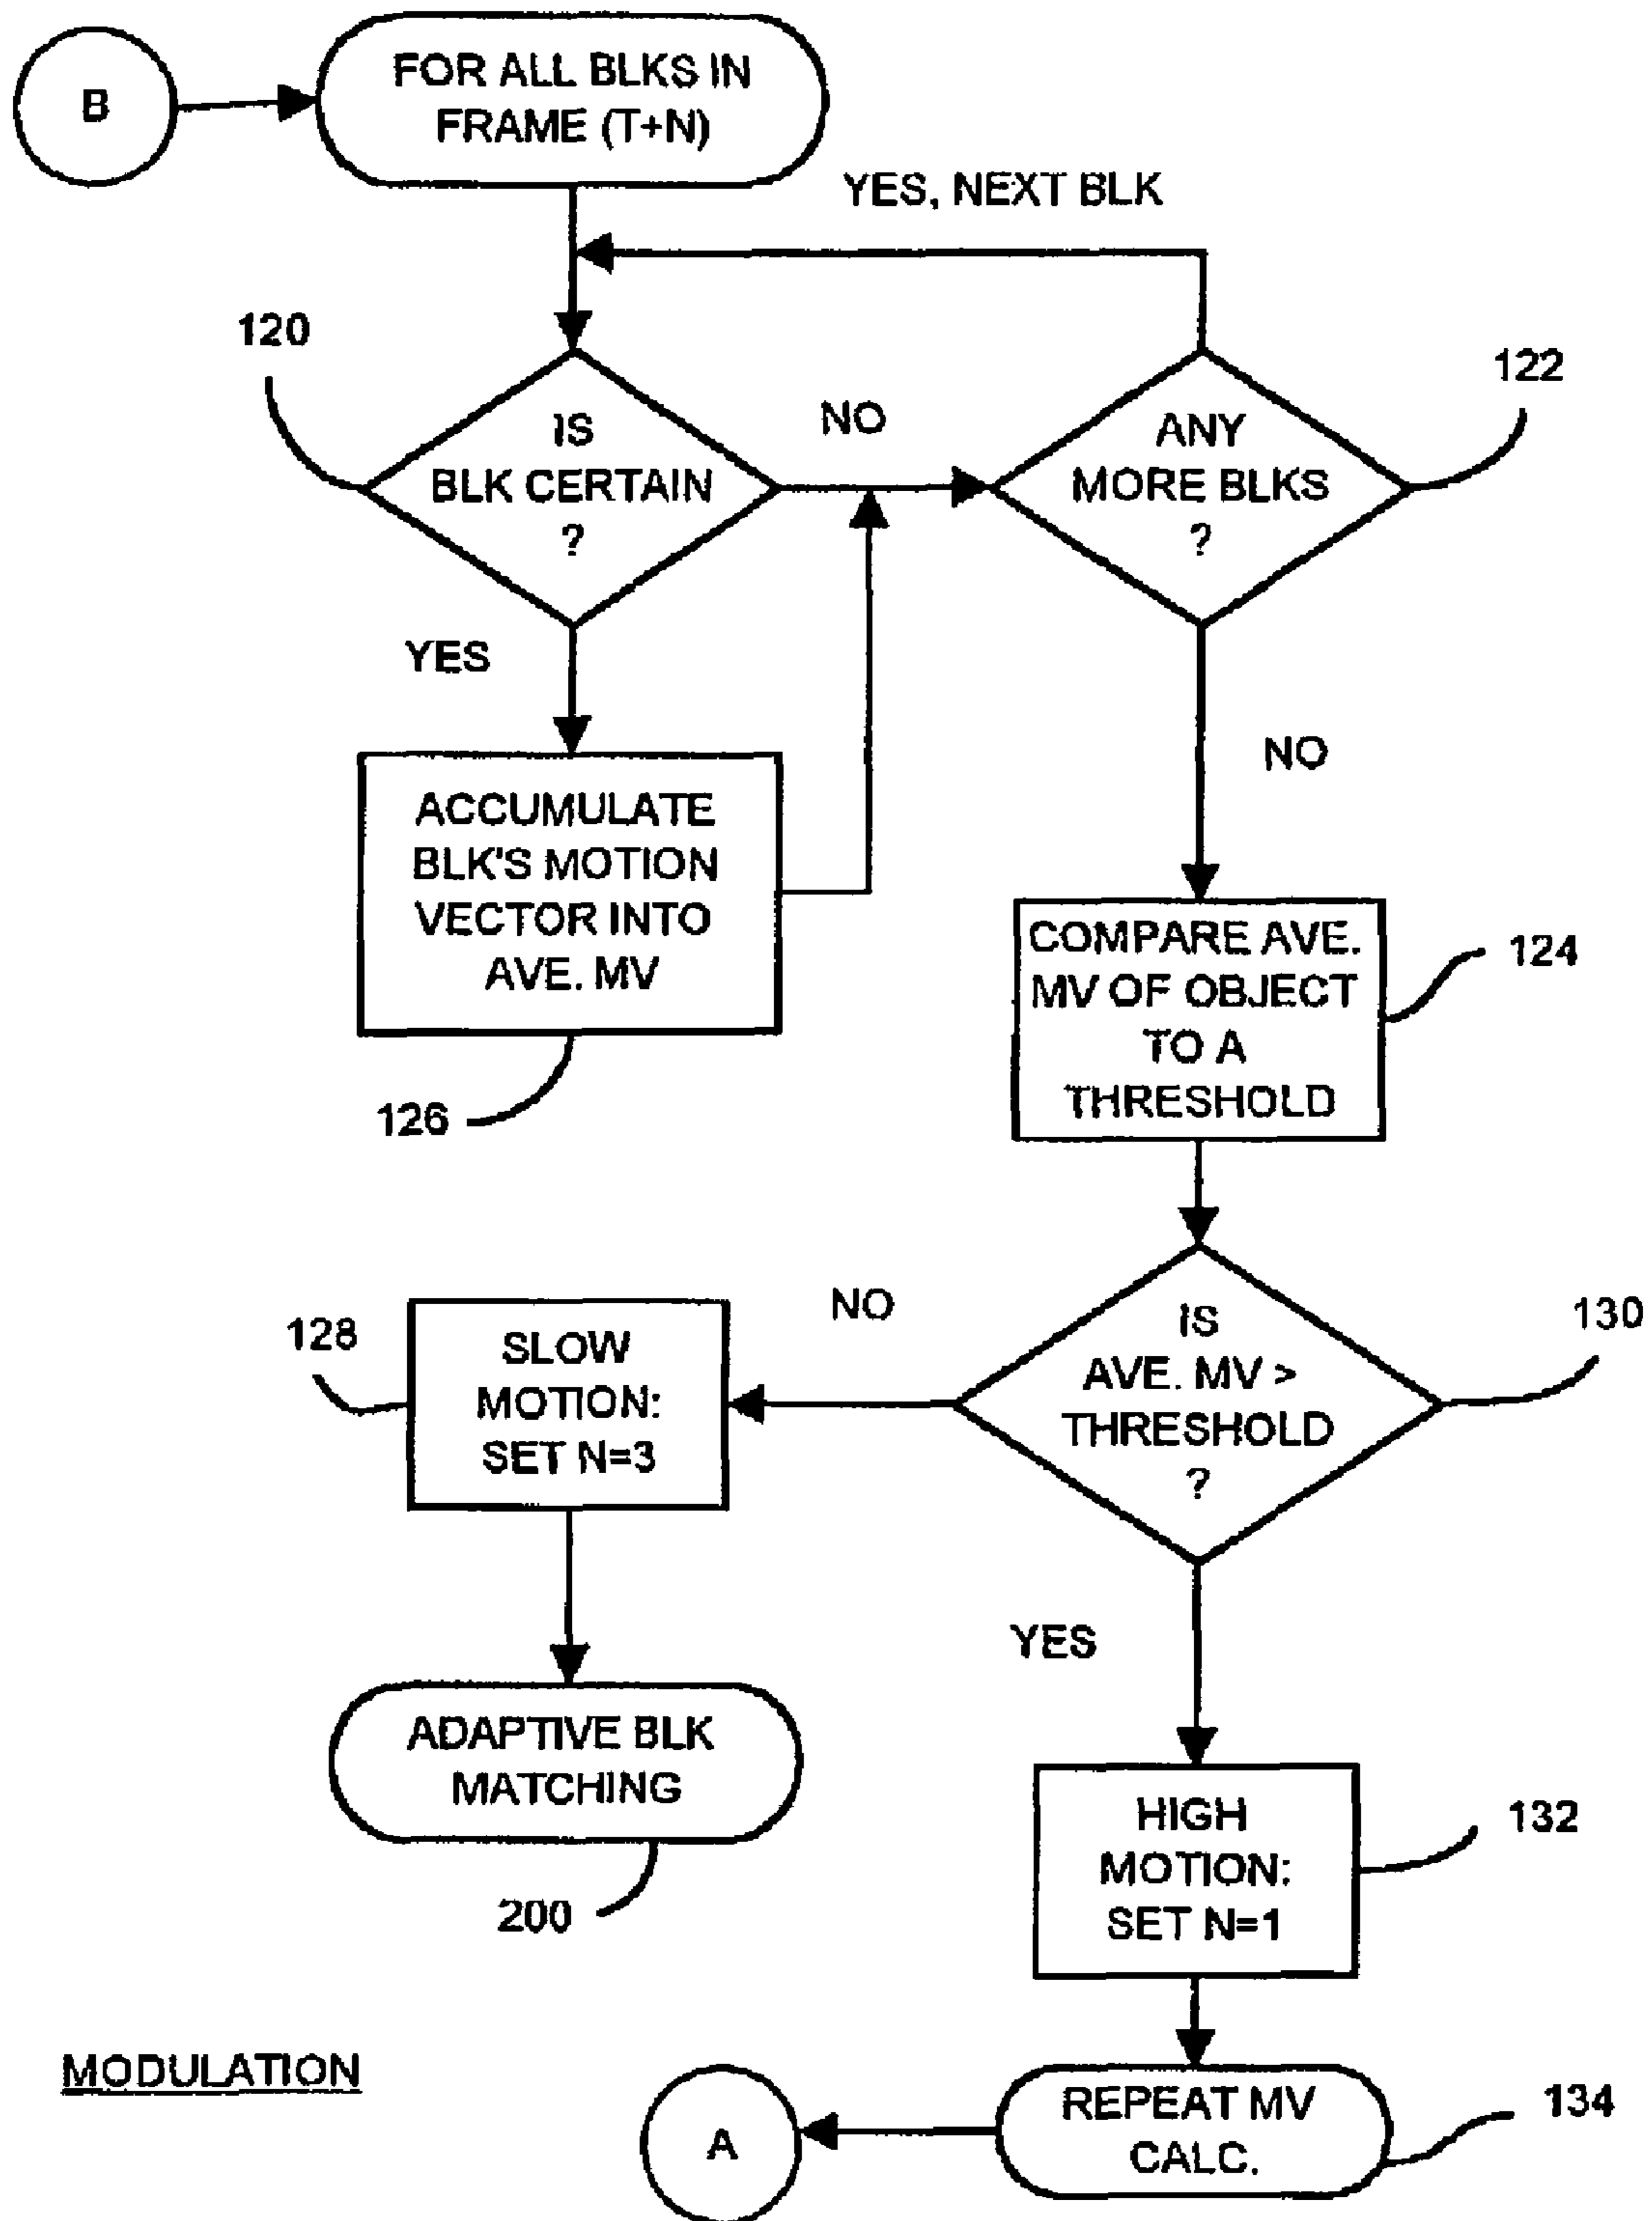 B
FOR ALL BLKS IN
FRAME (T+N)
YES, NEXT BLK
120
IS
BLK CERTAIN
?
NO
ANY
MORE BLKS
?
122
YES
NO
ACCUMULATE
BLK'S MOTION
VECTOR INTO
AVE. MV
126
COMPARE AVE.
MV OF OBJECT
TO A
THRESHOLD
124
128
SLOW
MOTION:
SET N=3
NO
IS
AVE. MV >
THRESHOLD
?
130
YES
ADAPTIVE BLK
MATCHING
200
HIGH
MOTION:
SET N=1
132
MODULATION
A
REPEAT MV
CALC.
134